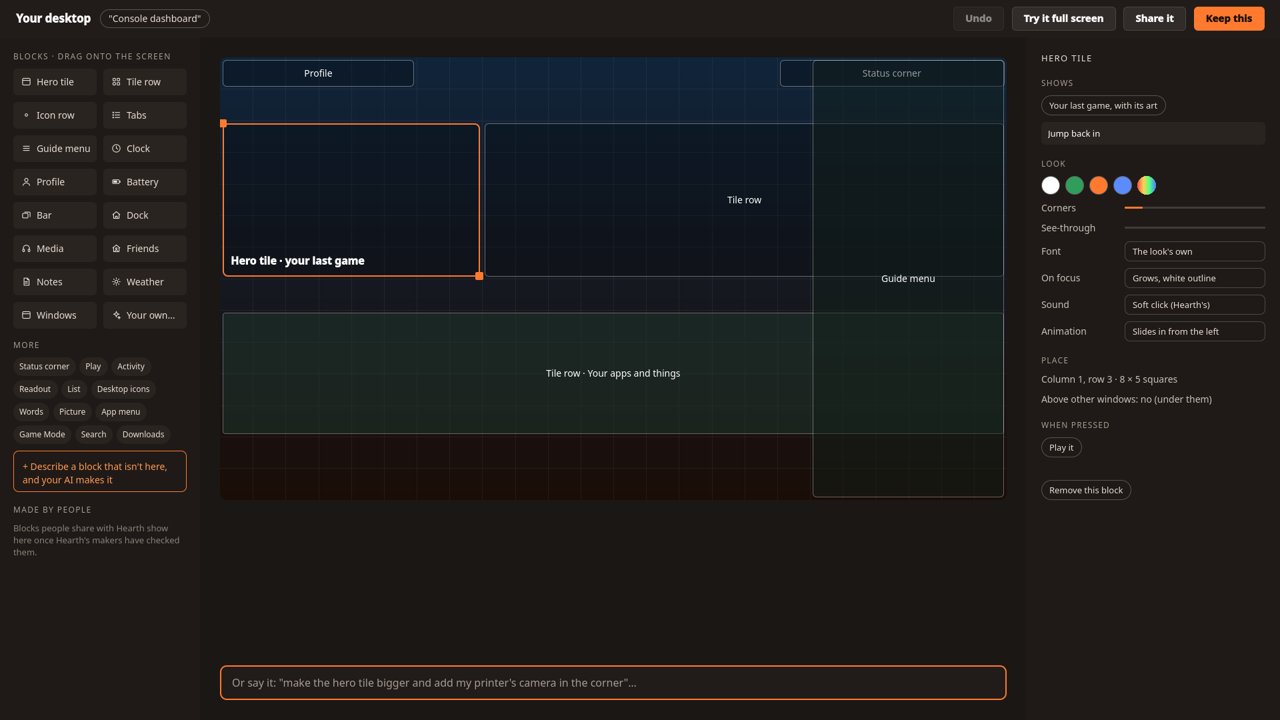 Your desktop
"Console dashboard"
Undo
Try it full screen
Share it
Keep this
BLOCKS · DRAG ONTO THE SCREEN
Hero tile
Tile row
Icon row
Tabs
Guide menu
Clock
Profile
Battery
Bar
Dock
Media
Friends
Notes
Weather
Windows
Your own...
MORE
Status corner
Play
Activity
Readout
List
Desktop icons
Words
Picture
App menu
Game Mode
Search
Downloads
+ Describe a block that isn't here,
and your AI makes it
MADE BY PEOPLE
Blocks people share with Hearth show
here once Hearth's makers have checked
them.
Profile
Status corner
Hero tile · your last game
Tile row
Guide menu
Tile row · Your apps and things
Or say it: "make the hero tile bigger and add my printer's camera in the corner"...
HERO TILE
SHOWS
Your last game, with its art
Jump back in
LOOK
Corners
See-through
Font
The look's own
On focus
Grows, white outline
Sound
Soft click (Hearth's)
Animation
Slides in from the left
PLACE
Column 1, row 3 · 8 × 5 squares
Above other windows: no (under them)
WHEN PRESSED
Play it
Remove this block